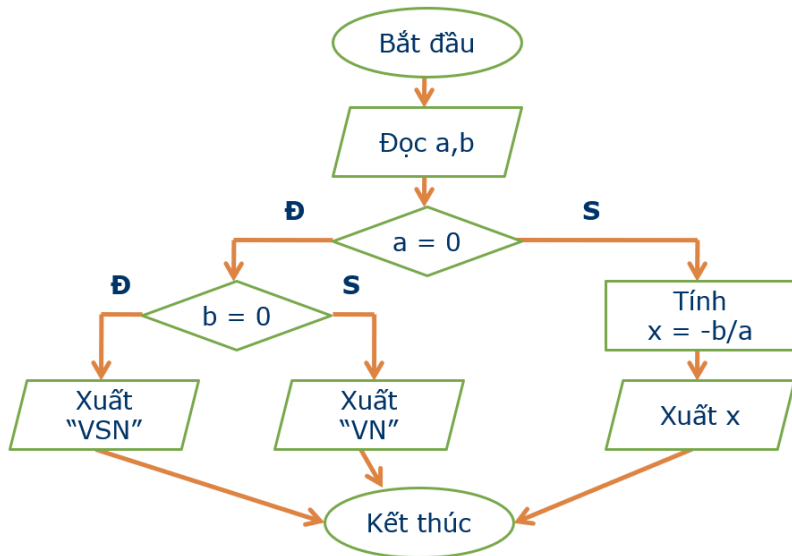 Bắt đầu
Đọc a,b
Đ
S
a = 0
Đ
S
b = 0
Tính
x = -b/a
Xuất
“VSN”
Xuất
“VN”
Xuất x
Kết thúc